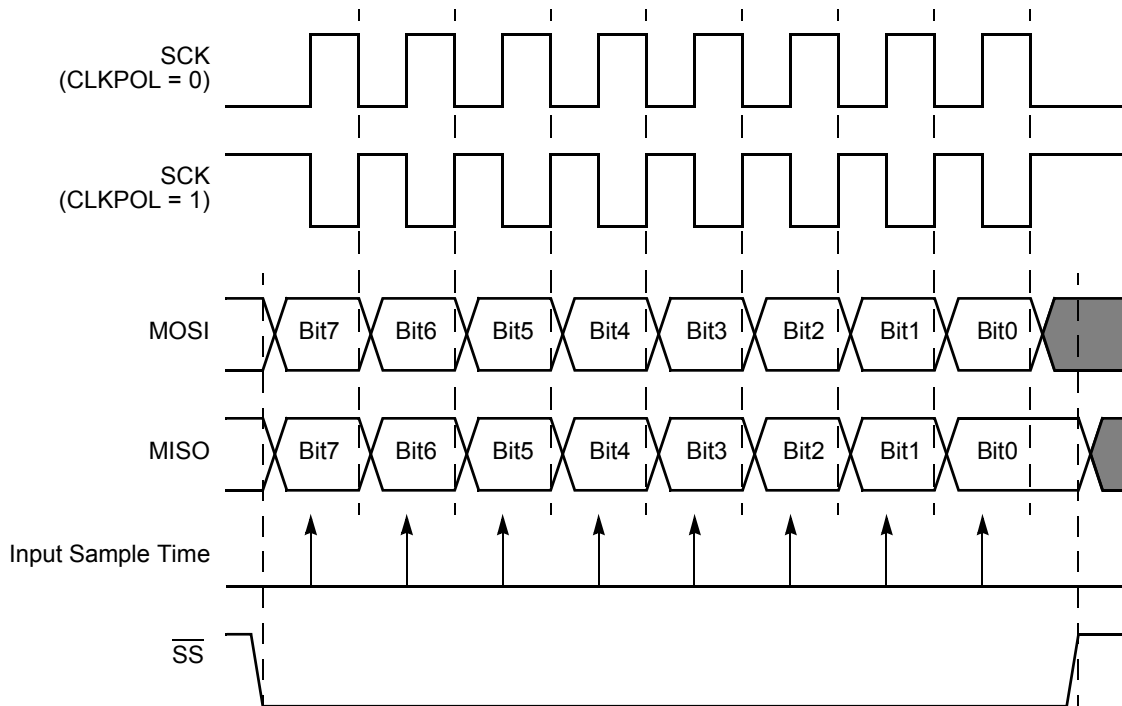 SCK
(CLKPOL = 0)
SCK
(CLKPOL = 1)
MOSI
Bit7 Bit6 Bit5 Bit4 Bit3 Bit2 Bit1 Bit0
MISO
Bit7 Bit6 Bit5 Bit4 Bit3 Bit2 Bit1 Bit0
Input Sample Time
S̅S̅